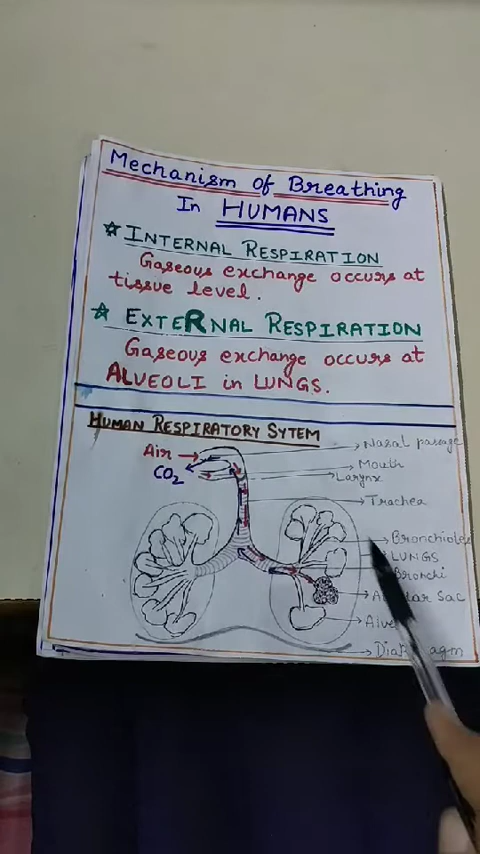 Mechanism of Breathing
In HUMANS
☆ INTERNAL RESPIRATION
Gaseous exchange occurs at
tissue level.
☆ EXTERNAL RESPIRATION
Gaseous exchange occurs at
ALVEOLI in LUNGS.
HUMAN RESPIRATORY SYTEM
Nasal passage
Air
Mouth
CO2
Larynx
Trachea
LUNGS
Bronchi
Sac